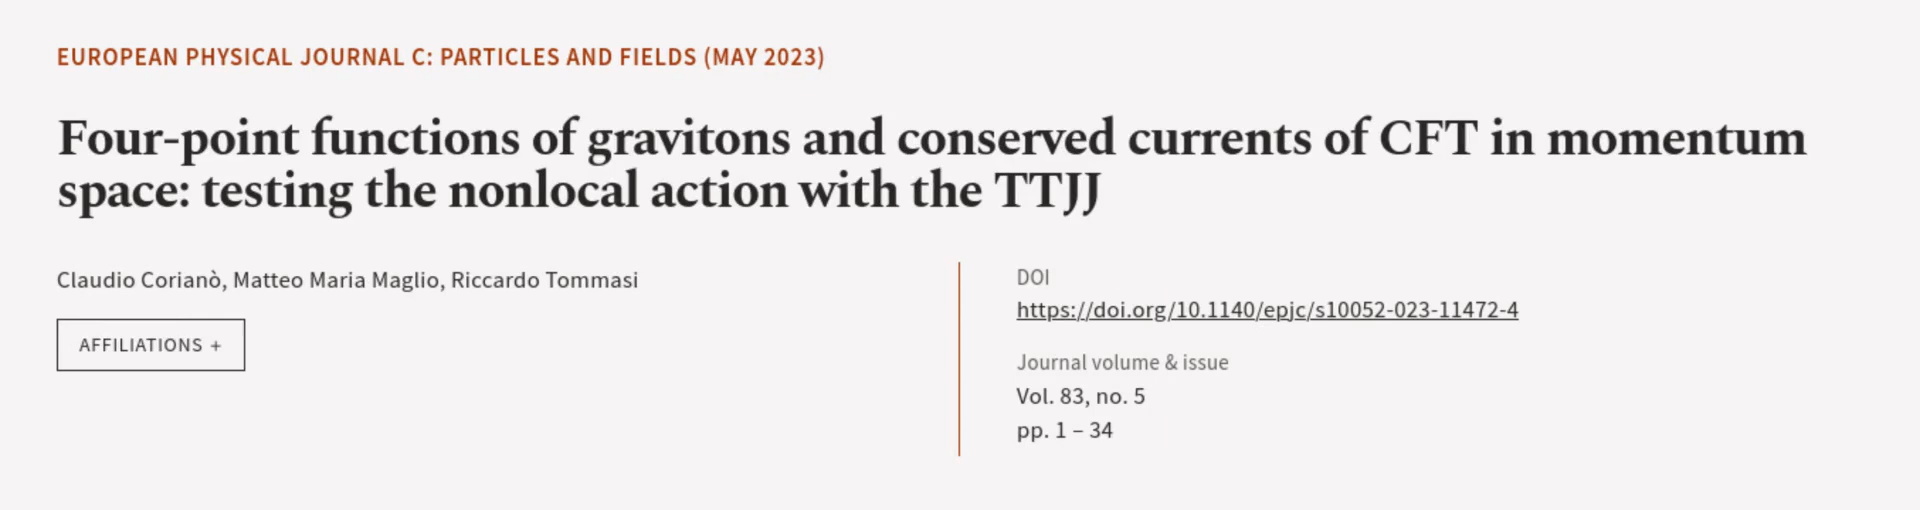 EUROPEAN PHYSICAL JOURNAL C: PARTICLES AND FIELDS (MAY 2023)
Four-point functions of gravitons and conserved currents of CFT in momentum
space: testing the nonlocal action with the TTJJ
Claudio Corianò, Matteo Maria Maglio, Riccardo Tommasi
AFFILIATIONS +
DOI
https://doi.org/10.1140/epjc/s10052-023-11472-4
Journal volume & issue
Vol. 83, no. 5
pp. 1 – 34